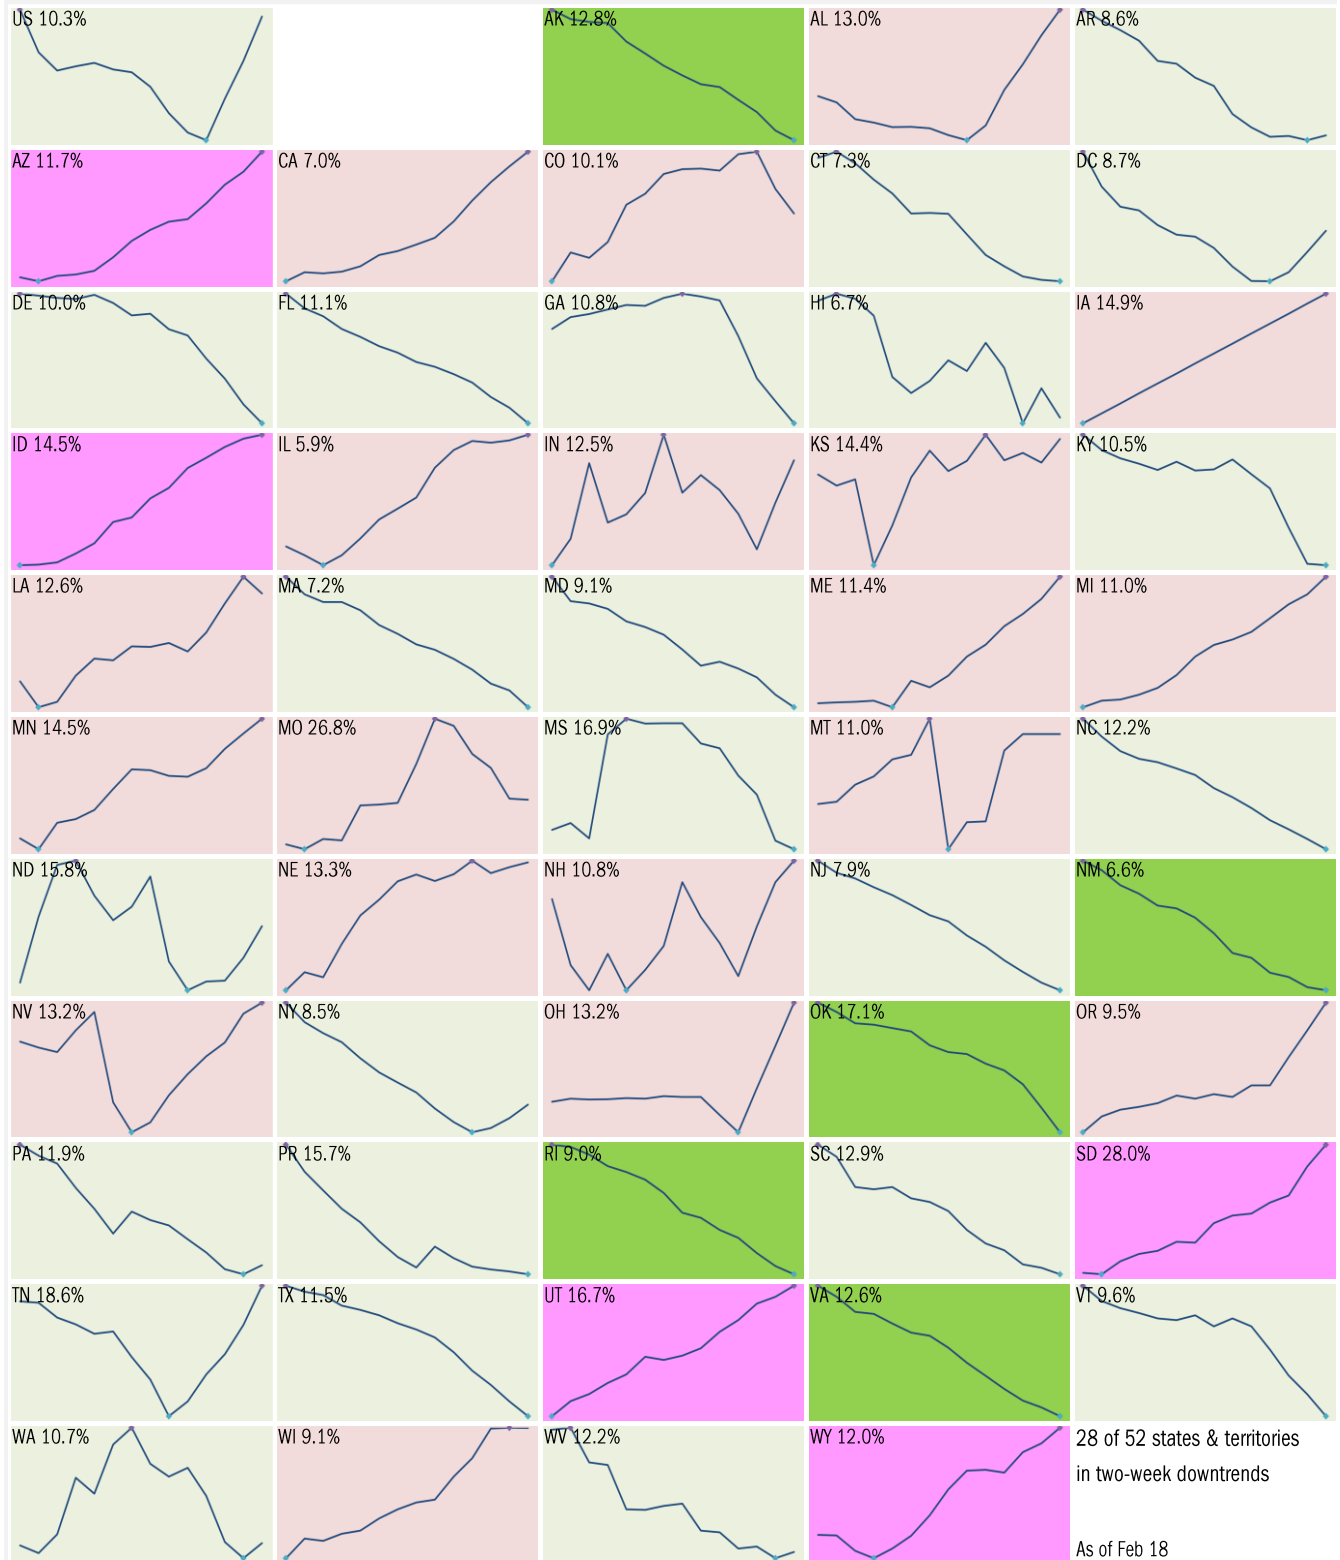 US 10.3%
AK 12.8%
AL 13.0%
AR 8.6%
AZ 11.7%
CA 7.0%
CO 10.1%
CT 7.3%
DC 8.7%
DE 10.0%
FL 11.1%
GA 10.8%
HI 6.7%
IA 14.9%
ID 14.5%
IL 5.9%
IN 12.5%
KS 14.4%
KY 10.5%
LA 12.6%
MA 7.2%
MD 9.1%
ME 11.4%
MI 11.0%
MN 14.5%
MO 26.8%
MS 16.9%
MT 11.0%
NC 12.2%
ND 15.8%
NE 13.3%
NH 10.8%
NJ 7.9%
NM 6.6%
NV 13.2%
NY 8.5%
OH 13.2%
OK 17.1%
OR 9.5%
PA 11.9%
PR 15.7%
RI 9.0%
SC 12.9%
SD 28.0%
TN 18.6%
TX 11.5%
UT 16.7%
VA 12.6%
VT 9.6%
WA 10.7%
WI 9.1%
WV 12.2%
WY 12.0%
28 of 52 states & territories
in two-week downtrends
As of Feb 18